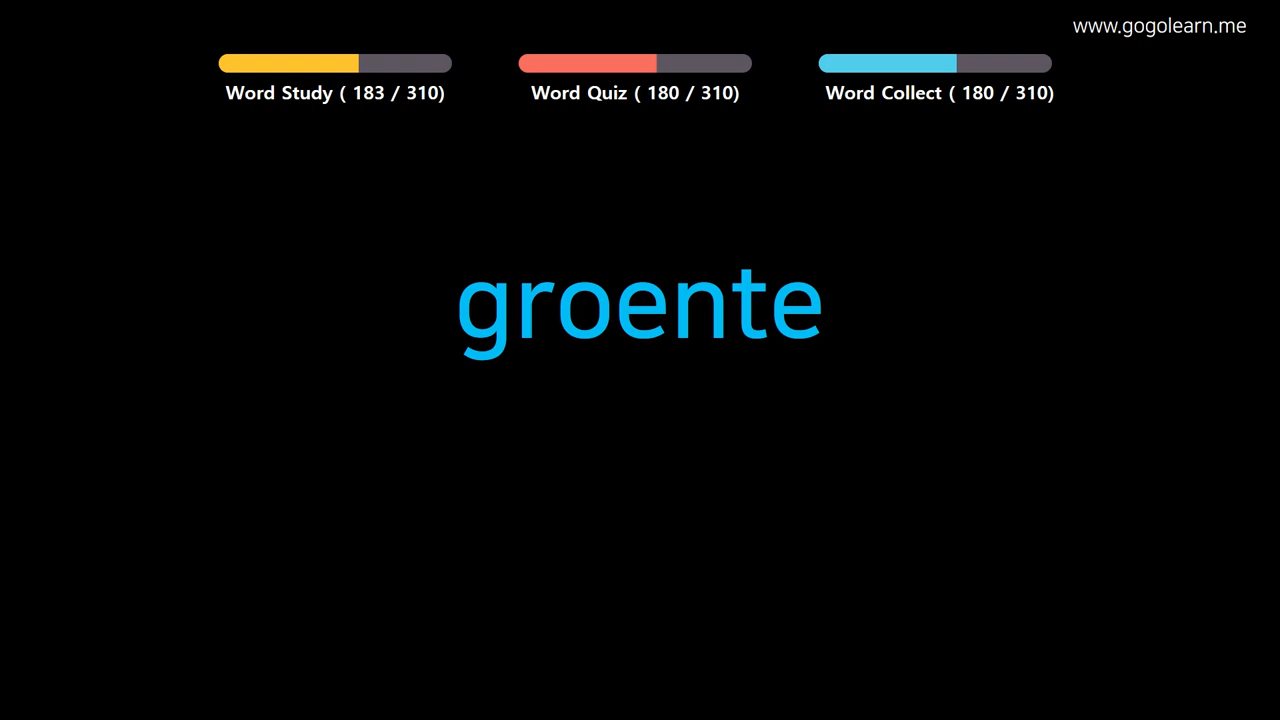 www.gogolearn.me
Word Study ( 183 / 310)
Word Quiz ( 180 / 310)
Word Collect ( 180 / 310)
groente